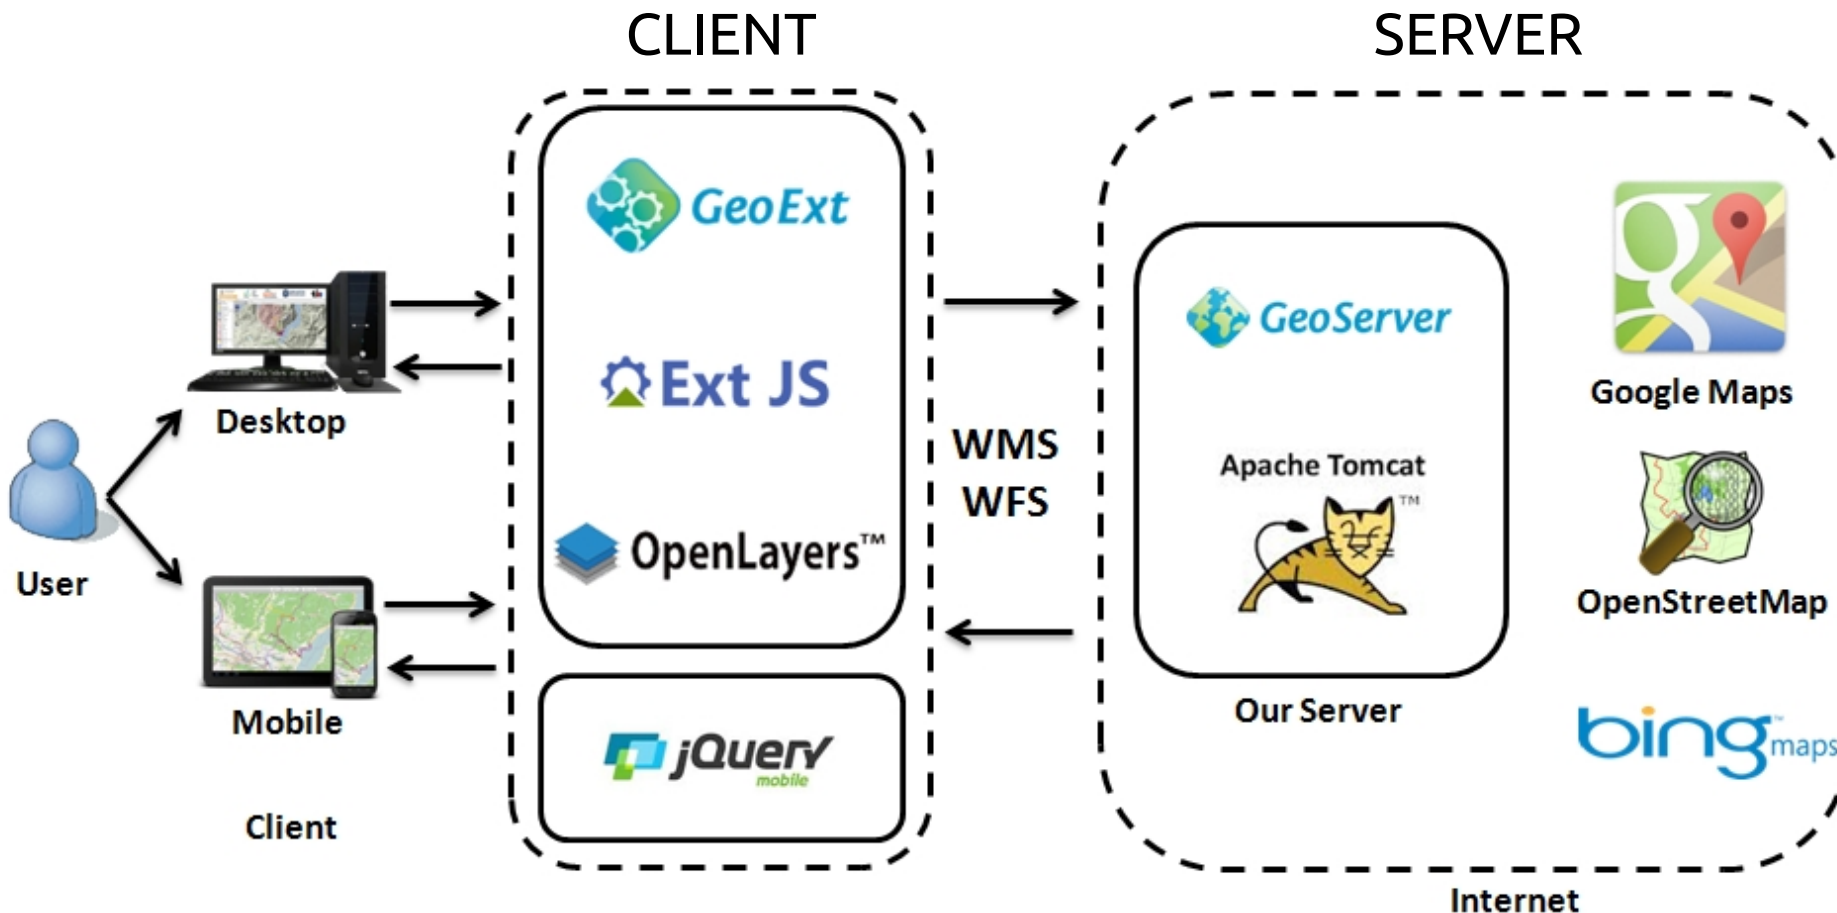 CLIENT
SERVER
GeoExt
Ext JS
OpenLayers™
jQuery
mobile
Desktop
User
Mobile
Client
WMS
WFS
GeoServer
Apache Tomcat
TM
Our Server
Google Maps
OpenStreetMap
bing™
maps
Internet